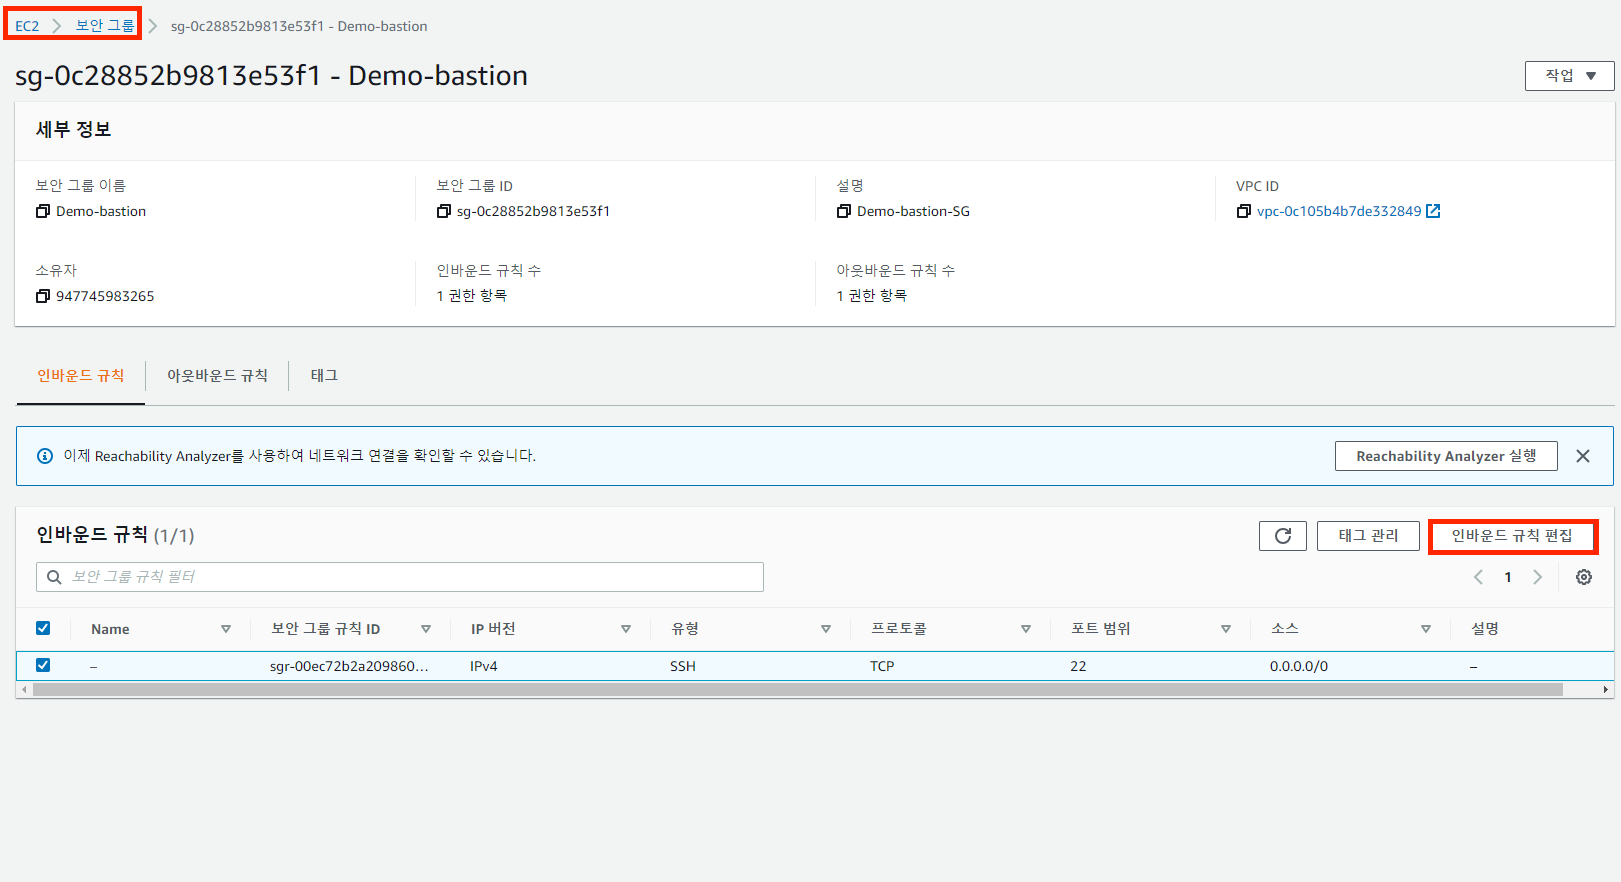 EC2 > 보안 그룹 > sg-0c28852b9813e53f1 - Demo-bastion
sg-0c28852b9813e53f1 - Demo-bastion
작업
세부 정보
보안 그룹 이름
Demo-bastion
보안 그룹 ID
sg-0c28852b9813e53f1
설명
Demo-bastion-SG
VPC ID
vpc-0c105b4b7de332849
소유자
947745983265
인바운드 규칙 수
1 권한 항목
아웃바운드 규칙 수
1 권한 항목
인바운드 규칙 아웃바운드 규칙 태그
이제 Reachability Analyzer를 사용하여 네트워크 연결을 확인할 수 있습니다.
Reachability Analyzer 실행
인바운드 규칙 (1/1)
태그 관리
인바운드 규칙 편집
보안 그룹 규칙 필터
1
Name 보안 그룹 규칙 ID IP 버전 유형 프로토콜 포트 범위 소스 설명
– sgr-00ec72b2a209860... IPv4 SSH TCP 22 0.0.0.0/0 –